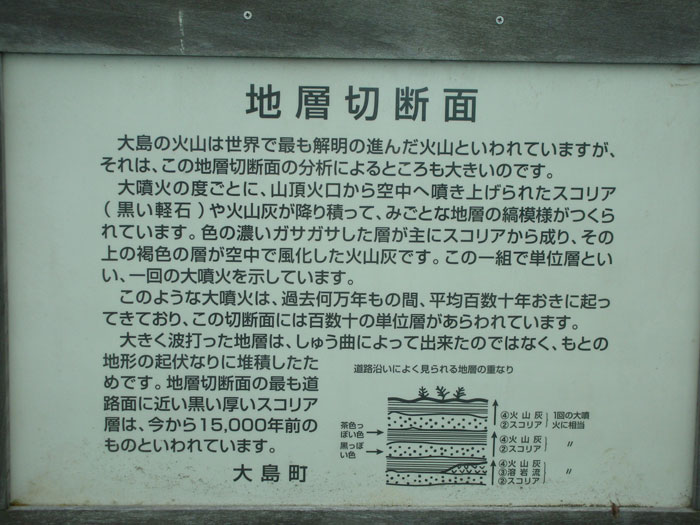 地層切断面
大島の火山は世界で最も解明の進んだ火山といわれていますが、
それは、この地層切断面の分析によるところも大きいのです。
大噴火の度ごとに、山頂火口から空中へ噴き上げられたスコリア
(黒い軽石)や火山灰が降り積って、みごとな地層の縞模様がつくら
れています。色の濃いガサガサした層が主にスコリアから成り、その
上の褐色の層が空中で風化した火山灰です。この一組で単位層とい
い、一回の大噴火を示しています。
このような大噴火は、過去何万年もの間、平均百数十年おきに起っ
てきており、この切断面には百数十の単位層があらわれています。
大きく波打った地層は、しゅう曲によって出来たのではなく、もとの
地形の起伏なりに堆積したた
めです。地層切断面の最も道
路面に近い黒い厚いスコリア
層は、今から15,000年前の
ものといわれています。
大島町
道路沿いによく見られる地層の重なり
茶色っ
ぽい色
黒っぽ
い色
④火山灰
②スコリア
1回の大噴
火に相当
④火山灰
②スコリア
〃
④火山灰
③溶岩流
②スコリア
〃